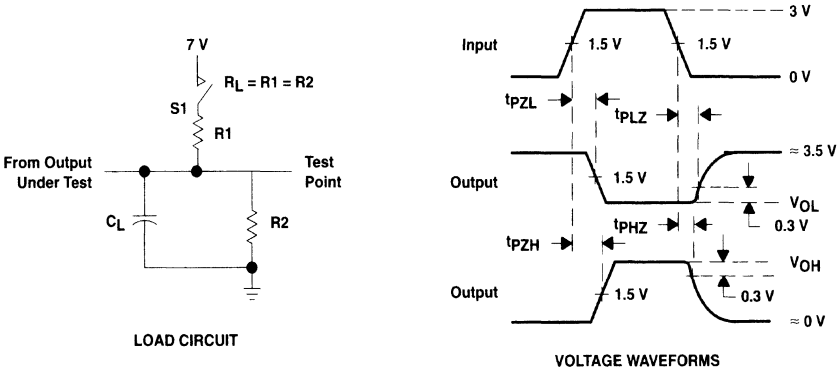 7 V
RL = R1 = R2
S1
R1
From Output
Under Test
Test
Point
CL
R2
LOAD CIRCUIT
Input
3 V
1.5 V
1.5 V
0 V
tPZL
tPLZ
Output
≈ 3.5 V
1.5 V
VOL
0.3 V
tPZH
tPHZ
Output
VOH
1.5 V
0.3 V
≈ 0 V
VOLTAGE WAVEFORMS